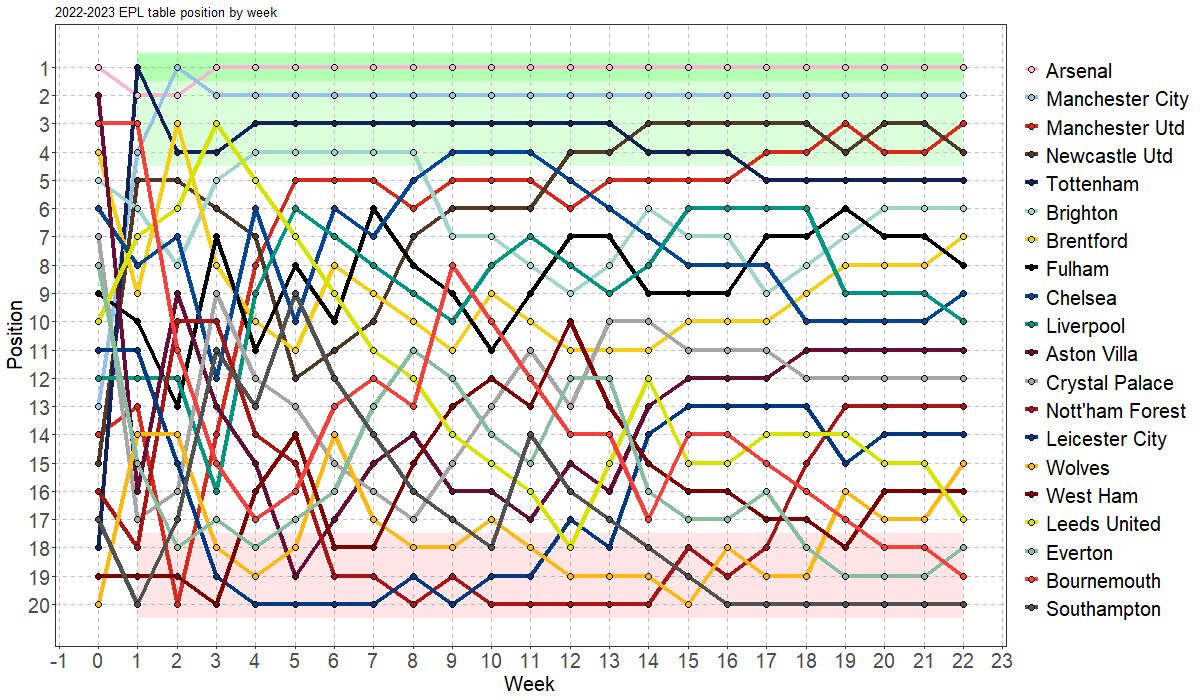 2022-2023 EPL table position by week
Position
1
2
3
4
5
6
7
8
9
10
11
12
13
14
15
16
17
18
19
20
-1 0 1 2 3 4 5 6 7 8 9 10 11 12 13 14 15 16 17 18 19 20 21 22 23
Week
Arsenal
Manchester City
Manchester Utd
Newcastle Utd
Tottenham
Brighton
Brentford
Fulham
Chelsea
Liverpool
Aston Villa
Crystal Palace
Nott'ham Forest
Leicester City
Wolves
West Ham
Leeds United
Everton
Bournemouth
Southampton